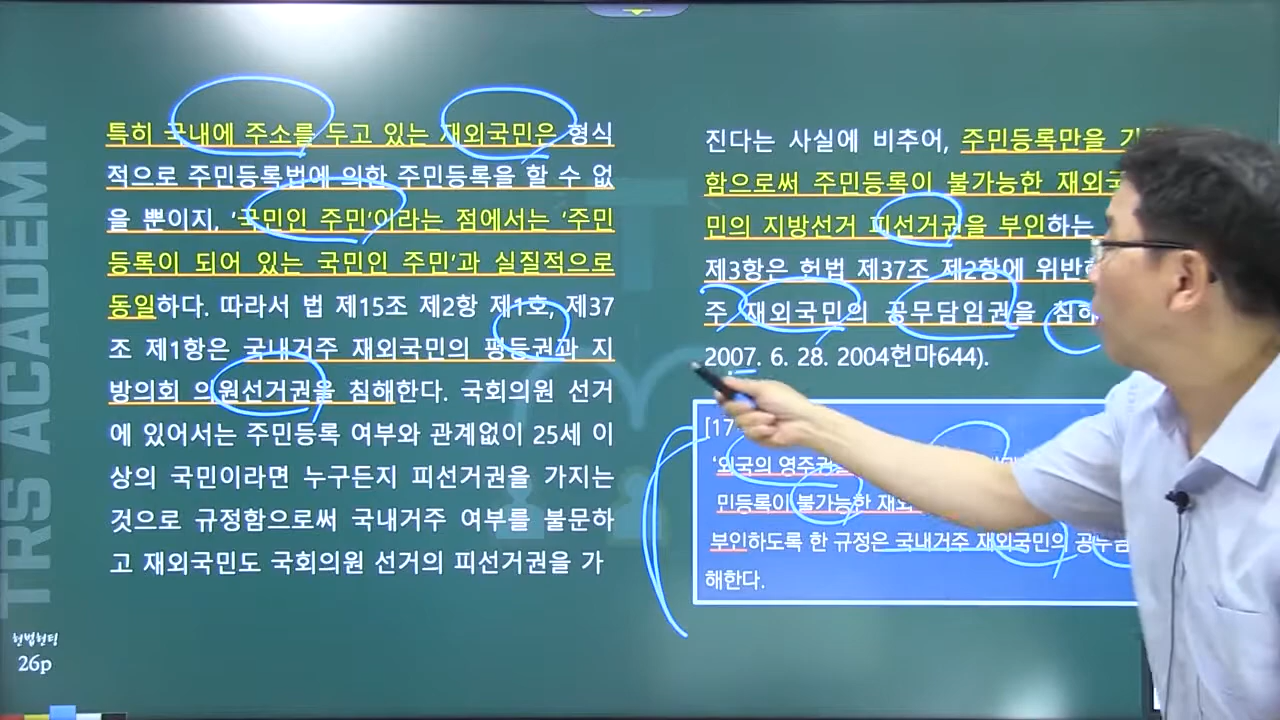 특히 국내에 주소를 두고 있는 재외국민은 형식
적으로 주민등록법에 의한 주민등록을 할 수 없
을 뿐이지, '국민인 주민'이라는 점에서는 '주민
등록이 되어 있는 국민인 주민'과 실질적으로
동일하다. 따라서 법 제15조 제2항 제1호, 제37
조 제1항은 국내거주 재외국민의 평등권과 지
방의회 의원선거권을 침해한다. 국회의원 선거
에 있어서는 주민등록 여부와 관계없이 25세 이
상의 국민이라면 누구든지 피선거권을 가지는
것으로 규정함으로써 국내거주 여부를 불문하
고 재외국민도 국회의원 선거의 피선거권을 가
진다는 사실에 비추어, 주민등록만을
함으로써 주민등록이 불가능한 재외국
민의 지방선거 피선거권을 부인하는
제3항은 헌법 제37조 제2항에
주 재외국민의 공무담임권을
2007. 6. 28. 2004헌마644).
[17
'외국의
민등록이 불가능한
부인하도록 한 규정은 국내거주 재외국민의
해한다.
TRS ACADEMY
헌법헌팅
26p